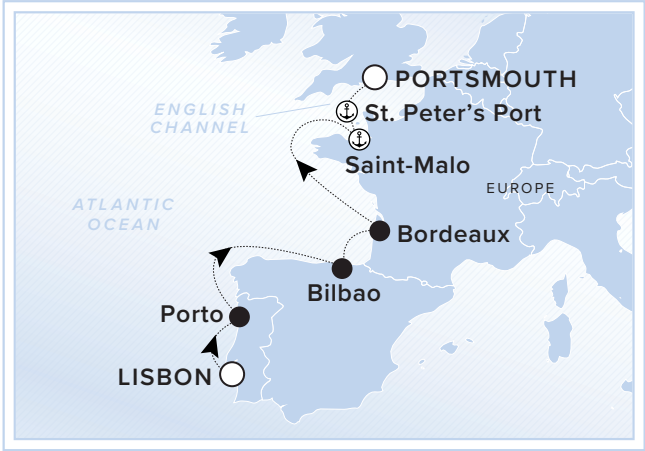 PORTSMOUTH
ENGLISH
CHANNEL
St. Peter's Port
Saint-Malo
EUROPE
ATLANTIC
OCEAN
Bordeaux
Bilbao
Porto
LISBON